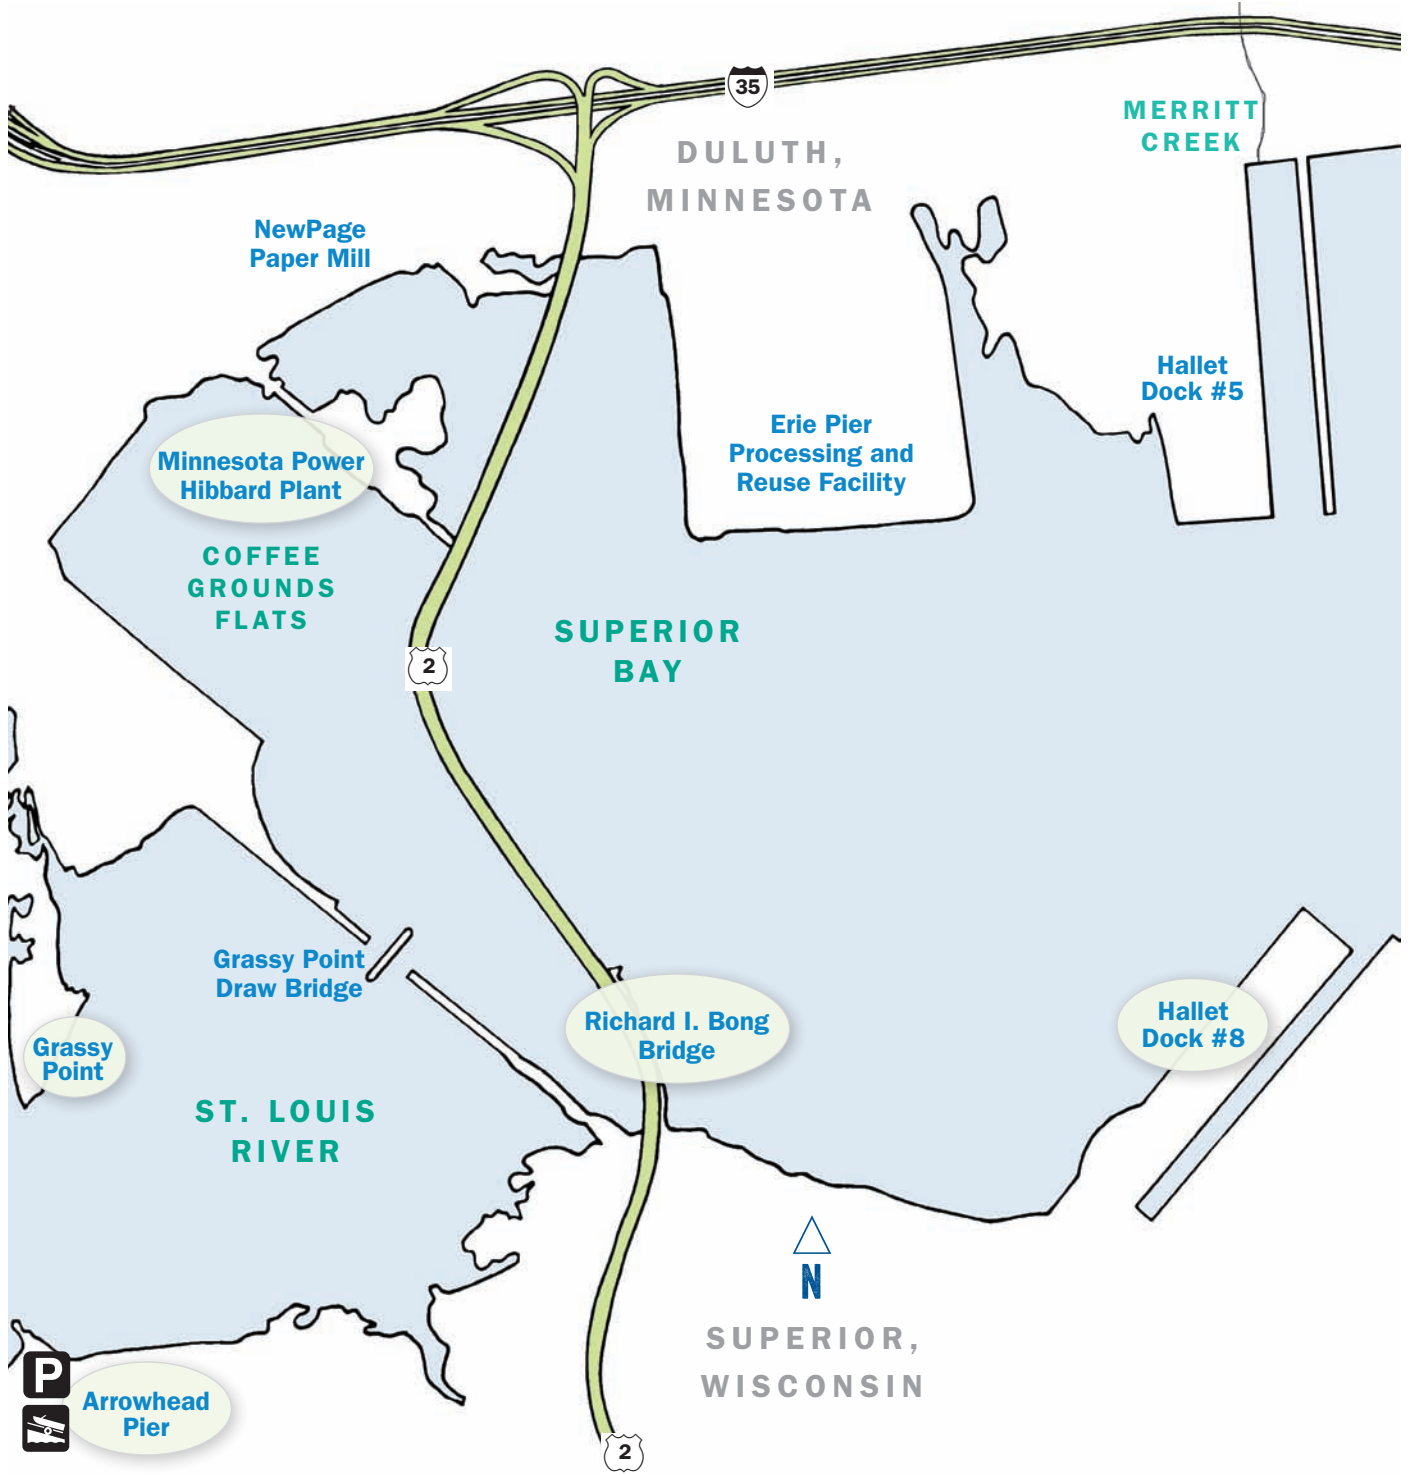 35
MERRITT
CREEK
DULUTH,
MINNESOTA
NewPage
Paper Mill
Hallet
Dock #5
Erie Pier
Processing and
Reuse Facility
Minnesota Power
Hibbard Plant
COFFEE
GROUNDS
FLATS
SUPERIOR
BAY
2
Grassy Point
Draw Bridge
Richard I. Bong
Bridge
Hallet
Dock #8
Grassy
Point
ST. LOUIS
RIVER
N
SUPERIOR,
WISCONSIN
P
Arrowhead
Pier
2